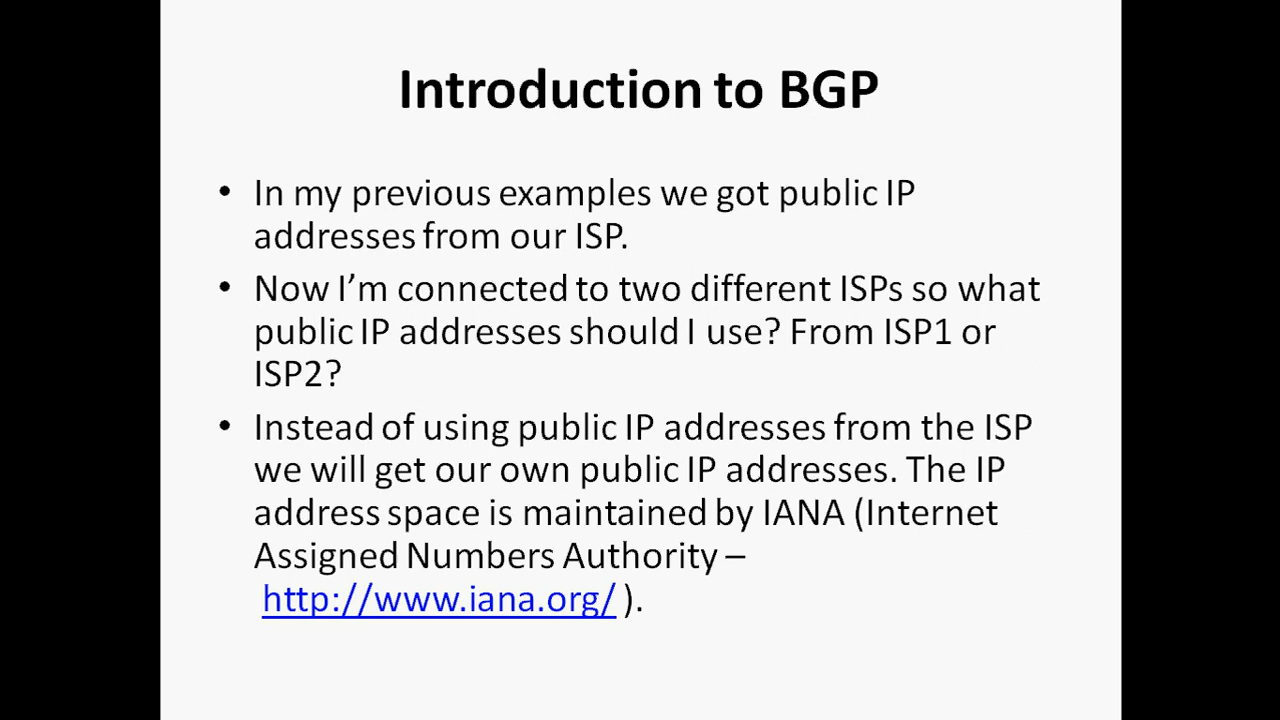 Introduction to BGP
• In my previous examples we got public IP
addresses from our ISP.
• Now I’m connected to two different ISPs so what
public IP addresses should I use? From ISP1 or
ISP2?
• Instead of using public IP addresses from the ISP
we will get our own public IP addresses. The IP
address space is maintained by IANA (Internet
Assigned Numbers Authority –
http://www.iana.org/ ).